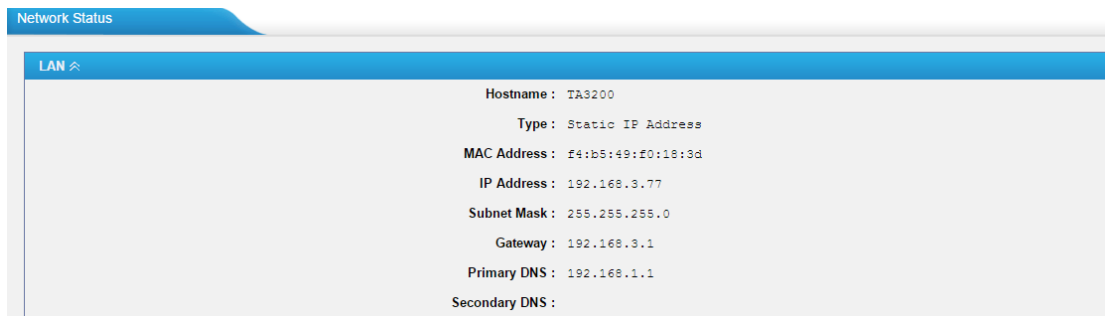 Network Status
LAN
Hostname : TA3200
Type : Static IP Address
MAC Address : f4:b5:49:f0:18:3d
IP Address : 192.168.3.77
Subnet Mask : 255.255.255.0
Gateway : 192.168.3.1
Primary DNS : 192.168.1.1
Secondary DNS :